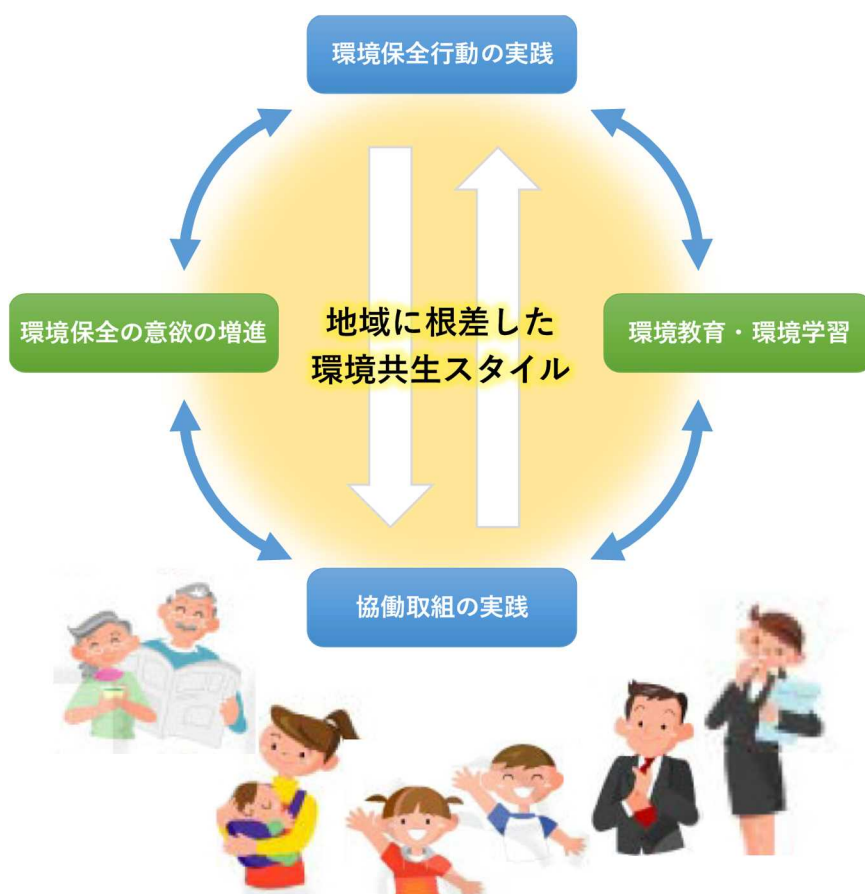 環境保全行動の実践
環境保全の意欲の増進
地域に根差した
環境共生スタイル
環境教育・環境学習
協働取組の実践